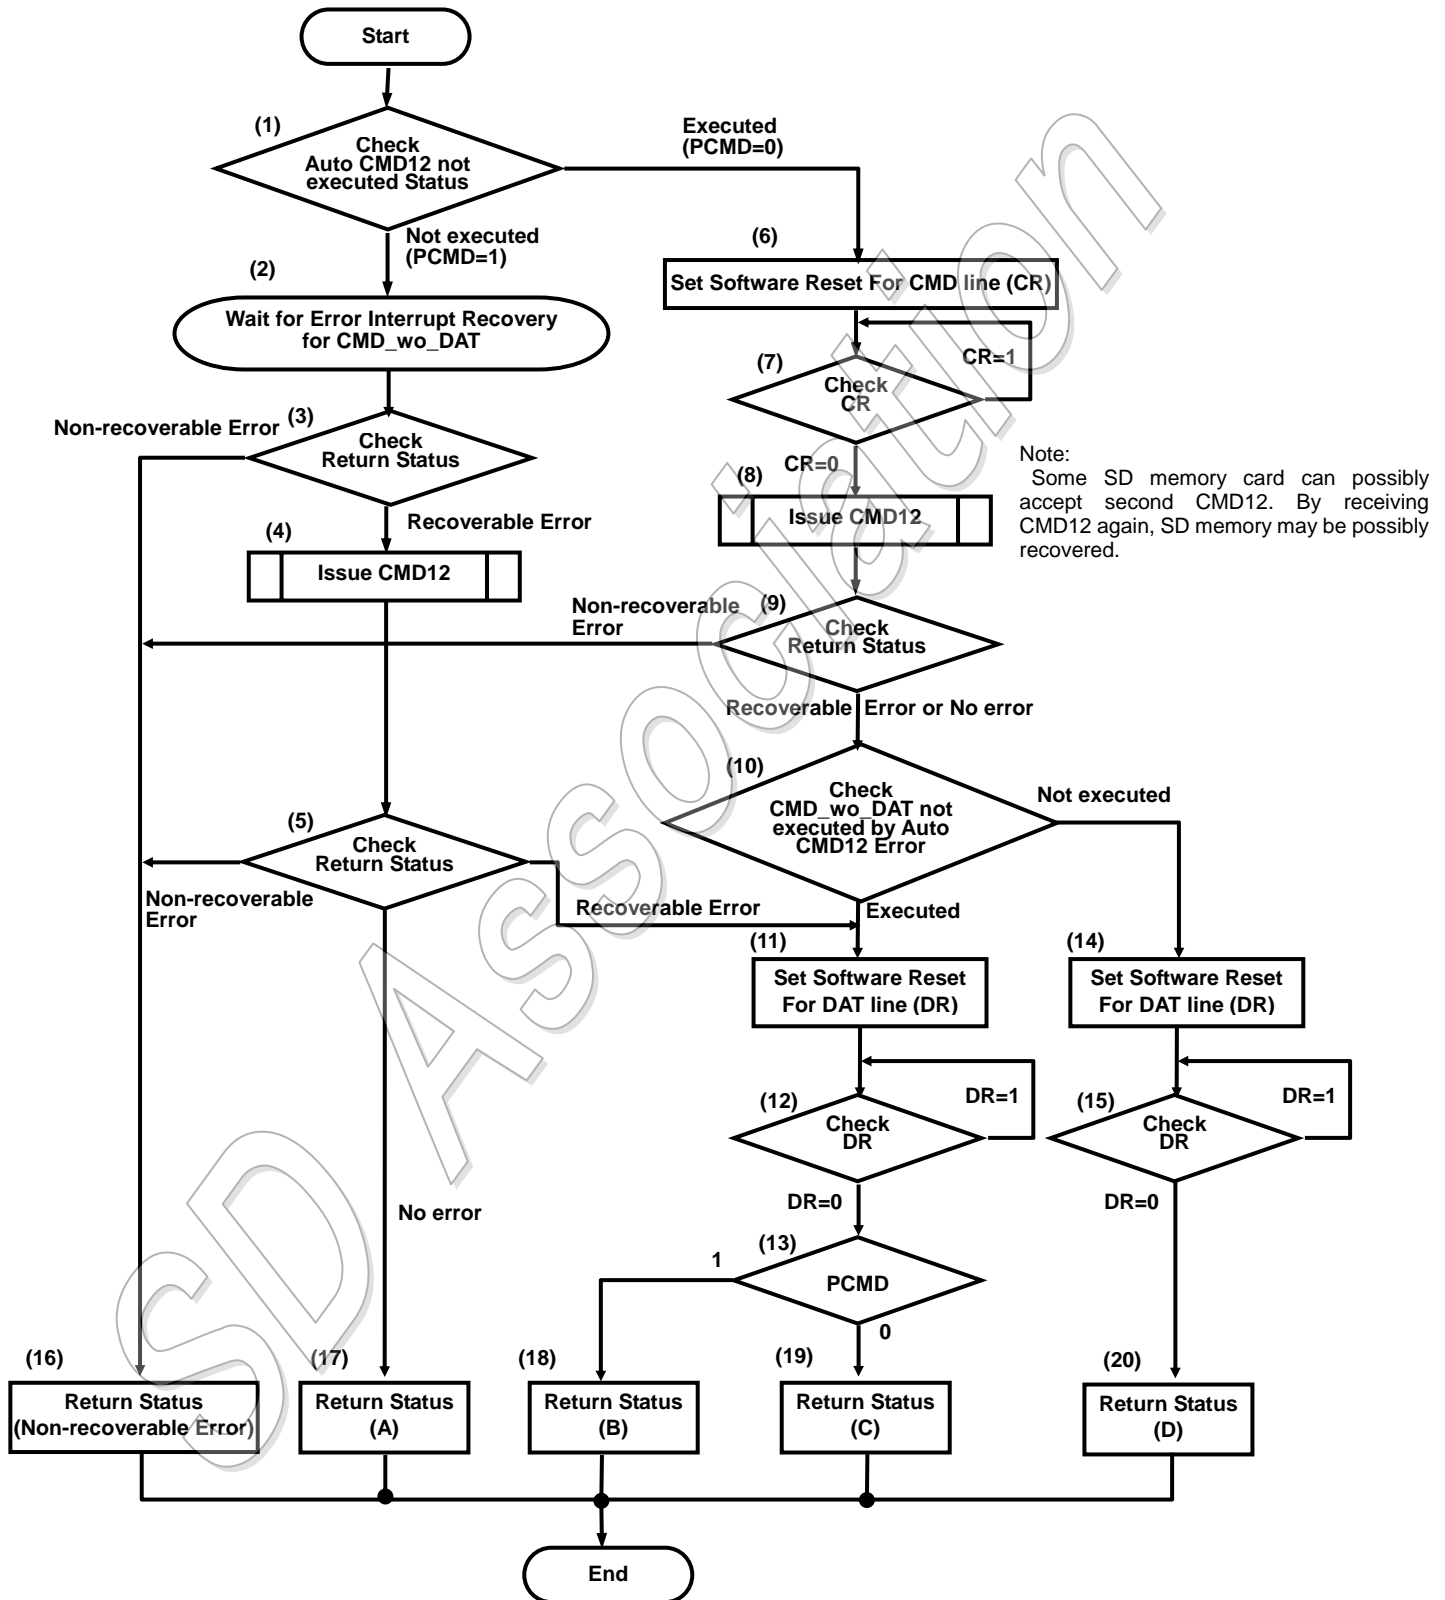 Start
(1)
Check
Auto CMD12 not
executed Status
Executed
(PCMD=0)
Not executed
(PCMD=1)
(2)
Wait for Error Interrupt Recovery
for CMD_wo_DAT
(6)
Set Software Reset For CMD line (CR)
CR=1
(7)
Check
CR
(3)
Non-recoverable Error
Check
Return Status
CR=0
Note:
Some SD memory card can possibly
accept second CMD12. By receiving
CMD12 again, SD memory may be possibly
recovered.
(8)
Issue CMD12
Recoverable Error
(4)
Issue CMD12
Non-recoverable
Error
(9)
Check
Return Status
Recoverable Error or No error
(10)
Check
CMD_wo_DAT not
executed by Auto
CMD12 Error
Not executed
(5)
Check
Return Status
Non-recoverable
Error
Recoverable Error
Executed
(11)
Set Software Reset
For DAT line (DR)
(14)
Set Software Reset
For DAT line (DR)
DR=1
(12)
Check
DR
DR=1
(15)
Check
DR
DR=0
DR=0
No error
(13)
1
PCMD
0
(16)
Return Status
(Non-recoverable Error)
(17)
Return Status
(A)
(18)
Return Status
(B)
(19)
Return Status
(C)
(20)
Return Status
(D)
End
SD Association